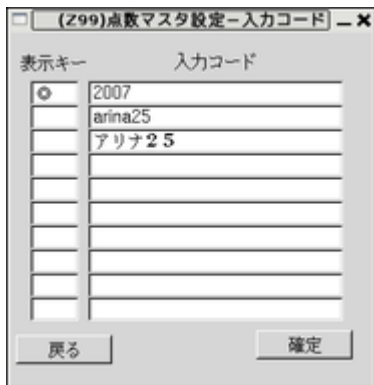 (Z99)点数マスタ設定－入力コード
表示キー 入力コード
◎ 2007
arina25
アリナ２５
戻る 確定